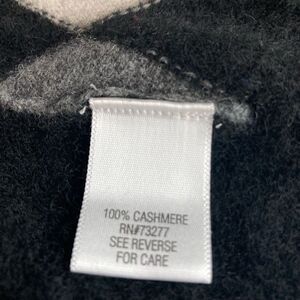 100% CASHMERE
RN#73277
SEE REVERSE
FOR CARE